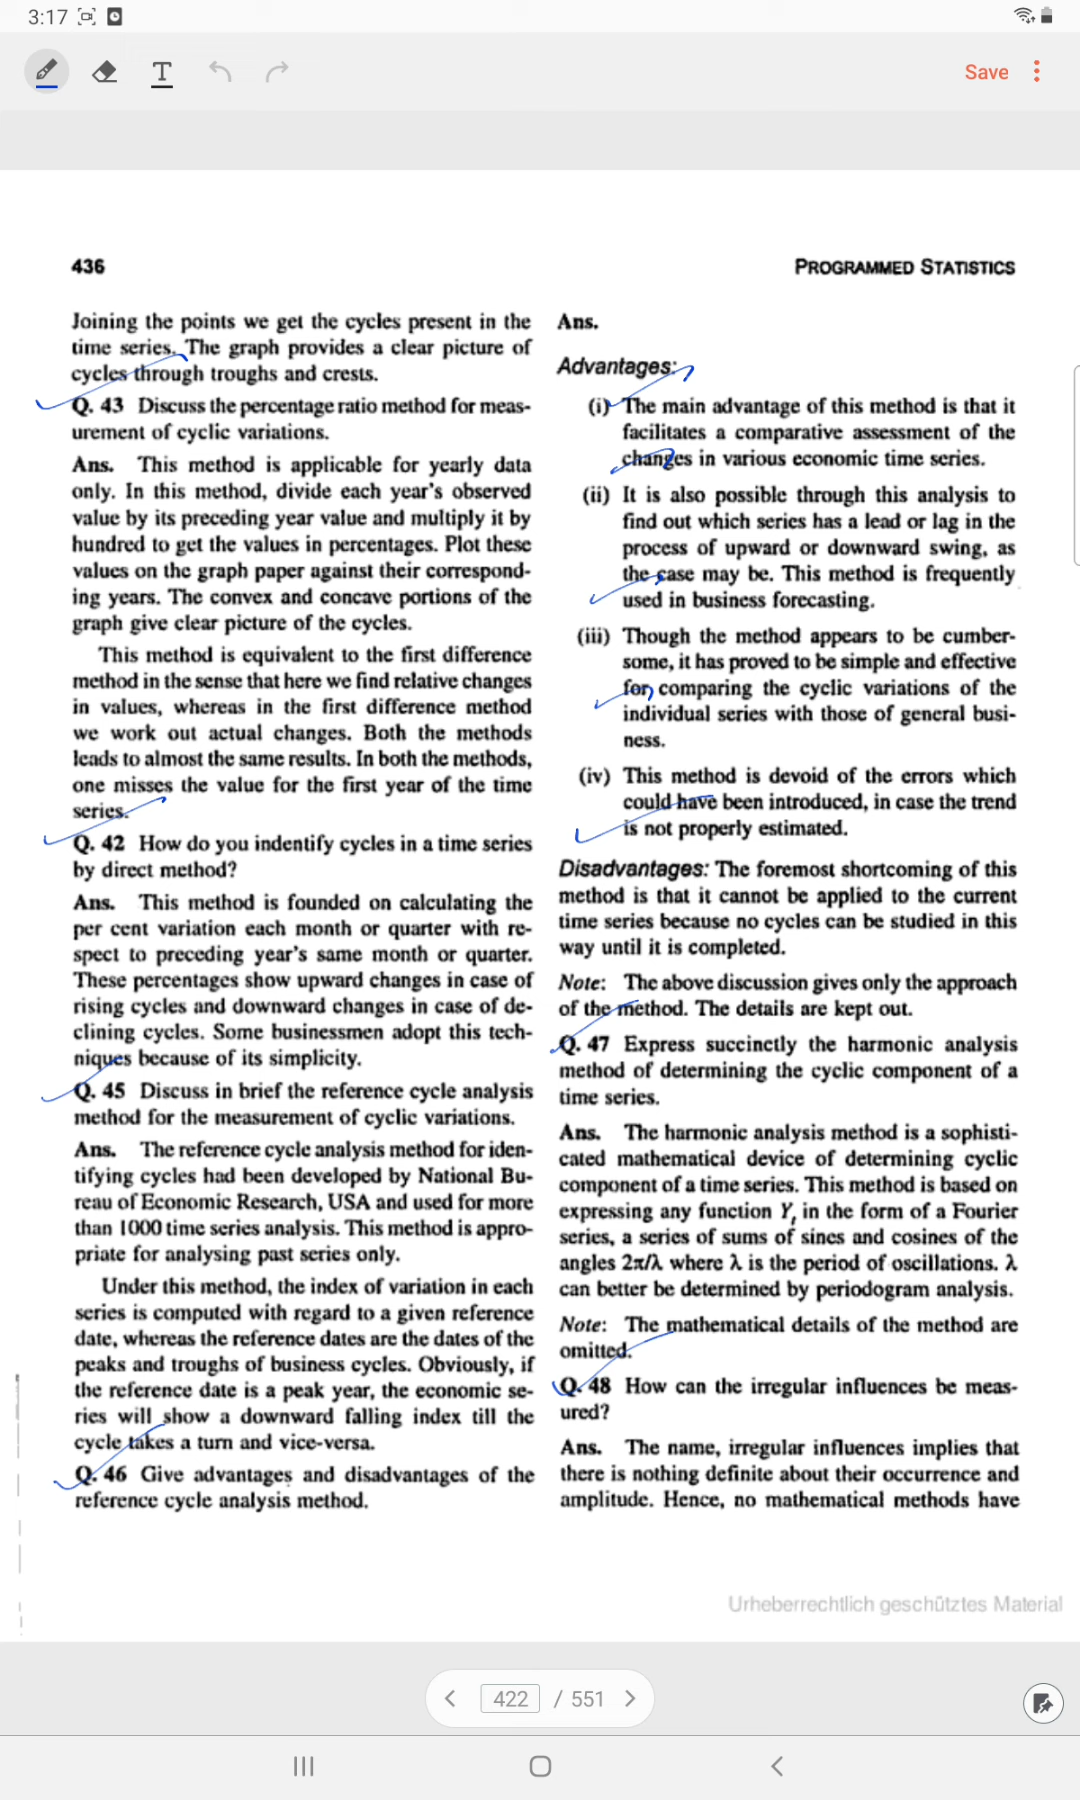 3:17
T
Save
436
PROGRAMMED STATISTICS
Joining the points we get the cycles present in the
time series. The graph provides a clear picture of
cycles through troughs and crests.
Q. 43 Discuss the percentage ratio method for meas-
urement of cyclic variations.
Ans. This method is applicable for yearly data
only. In this method, divide each year's observed
value by its preceding year value and multiply it by
hundred to get the values in percentages. Plot these
values on the graph paper against their correspond-
ing years. The convex and concave portions of the
graph give clear picture of the cycles.
This method is equivalent to the first difference
method in the sense that here we find relative changes
in values, whereas in the first difference method
we work out actual changes. Both the methods
leads to almost the same results. In both the methods,
one misses the value for the first year of the time
series.
Q. 42 How do you indentify cycles in a time series
by direct method?
Ans. This method is founded on calculating the
per cent variation each month or quarter with re-
spect to preceding year's same month or quarter.
These percentages show upward changes in case of
rising cycles and downward changes in case of de-
clining cycles. Some businessmen adopt this tech-
niques because of its simplicity.
Q. 45 Discuss in brief the reference cycle analysis
method for the measurement of cyclic variations.
Ans. The reference cycle analysis method for iden-
tifying cycles had been developed by National Bu-
reau of Economic Research, USA and used for more
than 1000 time series analysis. This method is appro-
priate for analysing past series only.
Under this method, the index of variation in each
series is computed with regard to a given reference
date, whereas the reference dates are the dates of the
peaks and troughs of business cycles. Obviously, if
the reference date is a peak year, the economic se-
ries will show a downward falling index till the
cycle takes a turn and vice-versa.
Q. 46 Give advantages and disadvantages of the
reference cycle analysis method.
Ans.
Advantages:
(i) The main advantage of this method is that it
facilitates a comparative assessment of the
changes in various economic time series.
(ii) It is also possible through this analysis to
find out which series has a lead or lag in the
process of upward or downward swing, as
the case may be. This method is frequently
used in business forecasting.
(iii) Though the method appears to be cumber-
some, it has proved to be simple and effective
for comparing the cyclic variations of the
individual series with those of general busi-
ness.
(iv) This method is devoid of the errors which
could have been introduced, in case the trend
is not properly estimated.
Disadvantages: The foremost shortcoming of this
method is that it cannot be applied to the current
time series because no cycles can be studied in this
way until it is completed.
Note: The above discussion gives only the approach
of the method. The details are kept out.
Q. 47 Express succinctly the harmonic analysis
method of determining the cyclic component of a
time series.
Ans. The harmonic analysis method is a sophisti-
cated mathematical device of determining cyclic
component of a time series. This method is based on
expressing any function Yt in the form of a Fourier
series, a series of sums of sines and cosines of the
angles 2π/λ where λ is the period of oscillations. λ
can better be determined by periodogram analysis.
Note: The mathematical details of the method are
omitted.
Q. 48 How can the irregular influences be meas-
ured?
Ans. The name, irregular influences implies that
there is nothing definite about their occurrence and
amplitude. Hence, no mathematical methods have
Urheberrechtlich geschütztes Material
422 / 551